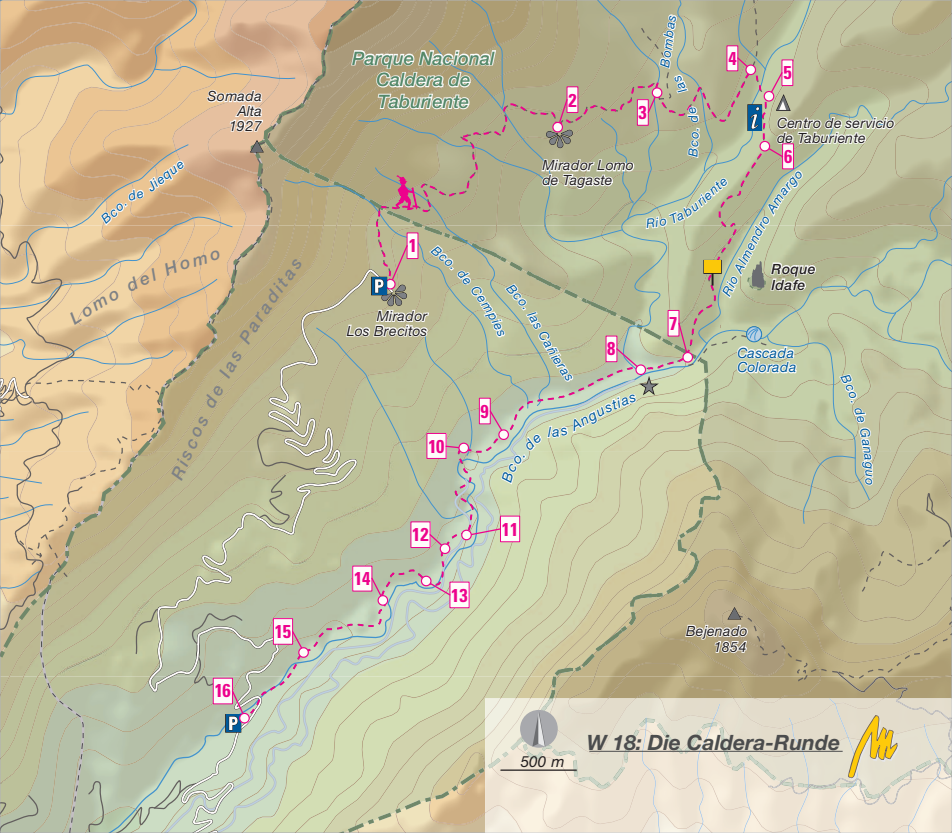 Parque Nacional
Caldera de
Taburiente
Somada
Alta
1927
Bco. de Jieque
Lomo del Homo
Riscos de las Paraditas
2
Mirador Lomo
de Tagaste
3
Bco. de las Bombas
4
5
i
Centro de servicio
de Taburiente
6
Rio Taburiente
Rio Almendro Amargo
1
P
Mirador
Los Brecitos
Bco. de Cempies
Bco. las Cañieras
Roque
Idafe
7
8
Cascada
Colorada
Bco. de Ganaguo
9
Bco. de las Angustias
10
11
12
13
14
15
16
P
Bejenado
1854
500 m
W 18: Die Caldera-Runde